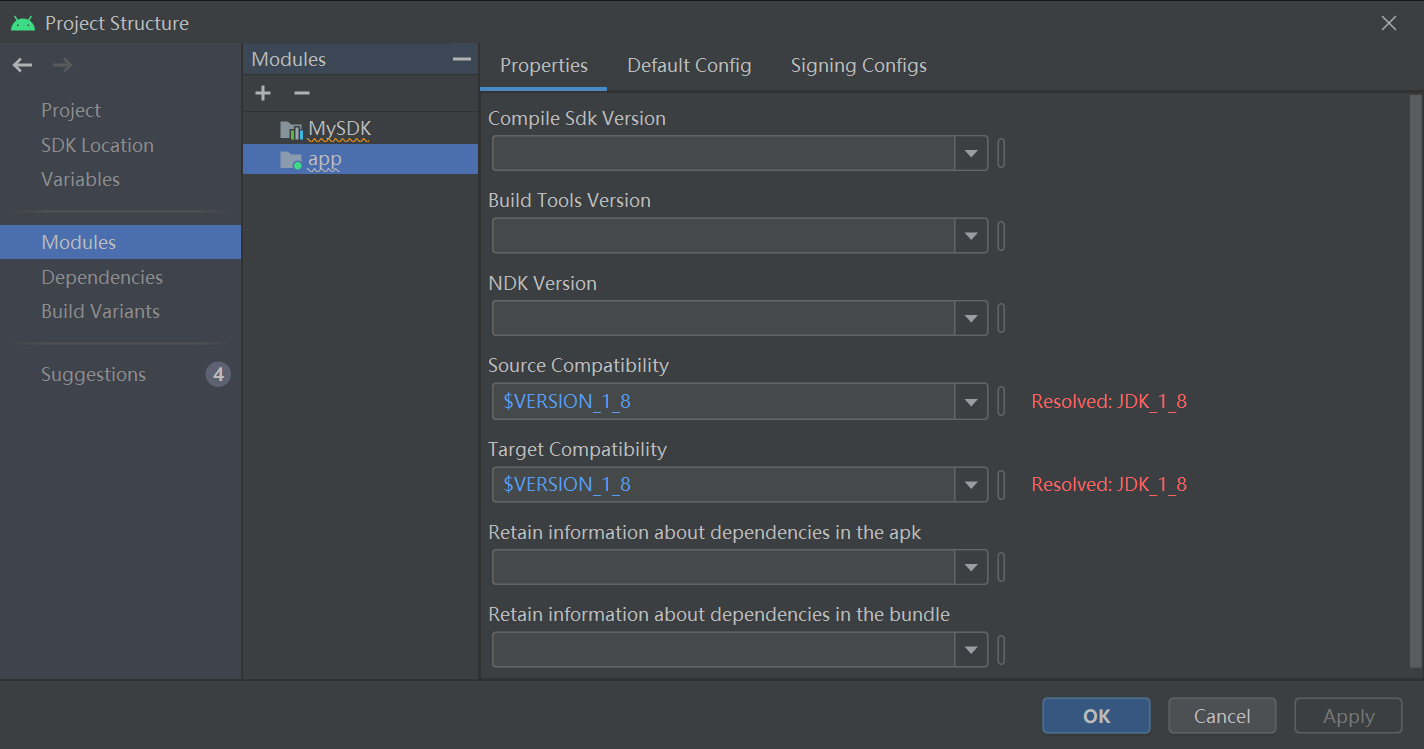 Project Structure
Project
SDK Location
Variables
Modules
Dependencies
Build Variants
Suggestions
4
Modules
MySDK
app
Properties
Default Config
Signing Configs
Compile Sdk Version
Build Tools Version
NDK Version
Source Compatibility
$VERSION_1_8
Resolved: JDK_1_8
Target Compatibility
$VERSION_1_8
Resolved: JDK_1_8
Retain information about dependencies in the apk
Retain information about dependencies in the bundle
OK
Cancel
Apply